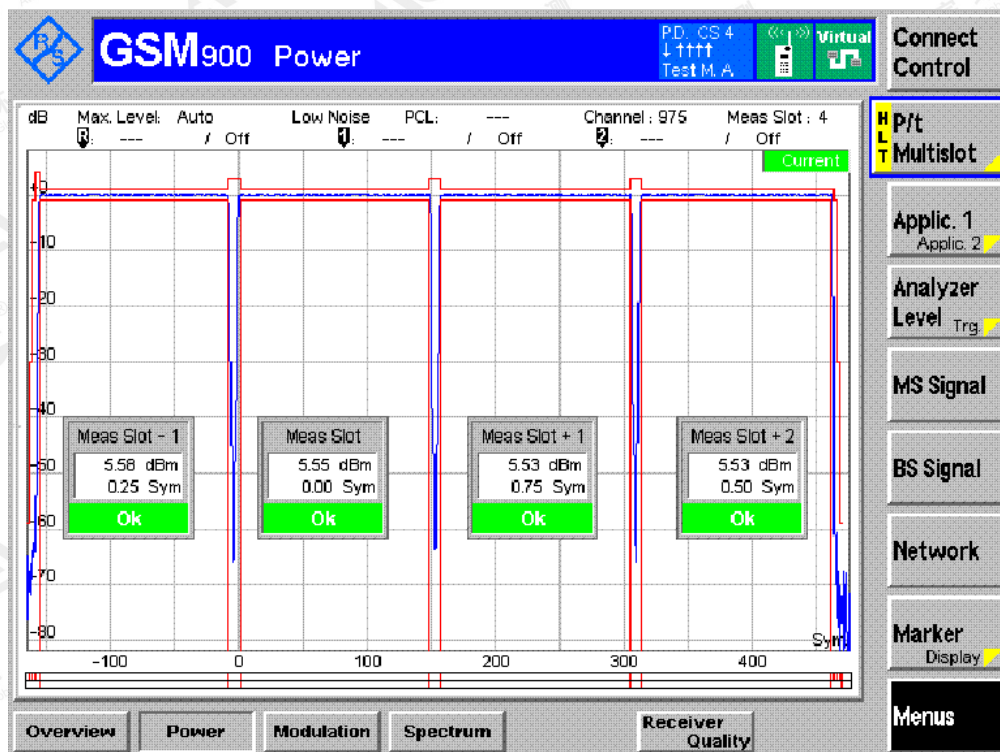 R/S
GSM900 Power
P.D. CS 4
↓ ↑↑↑↑
Test M. A
Virtual
Connect
Control
dB Max. Level: Auto Low Noise PCL: --- Channel : 975 Meas Slot : 4
R: --- / Off 1: --- / Off 2: --- / Off
Current
HLT
P/t
Multislot
+0
-10
-20
-30
-40
-50
-60
-70
-80
Applic. 1
Applic. 2
Analyzer
Level Trg.
MS Signal
BS Signal
Network
Marker
Display
Menus
Meas Slot - 1
5.58 dBm
0.25 Sym
Ok
Meas Slot
5.55 dBm
0.00 Sym
Ok
Meas Slot + 1
5.53 dBm
0.75 Sym
Ok
Meas Slot + 2
5.53 dBm
0.50 Sym
Ok
Sym.
-100 0 100 200 300 400
Overview Power Modulation Spectrum Receiver
Quality